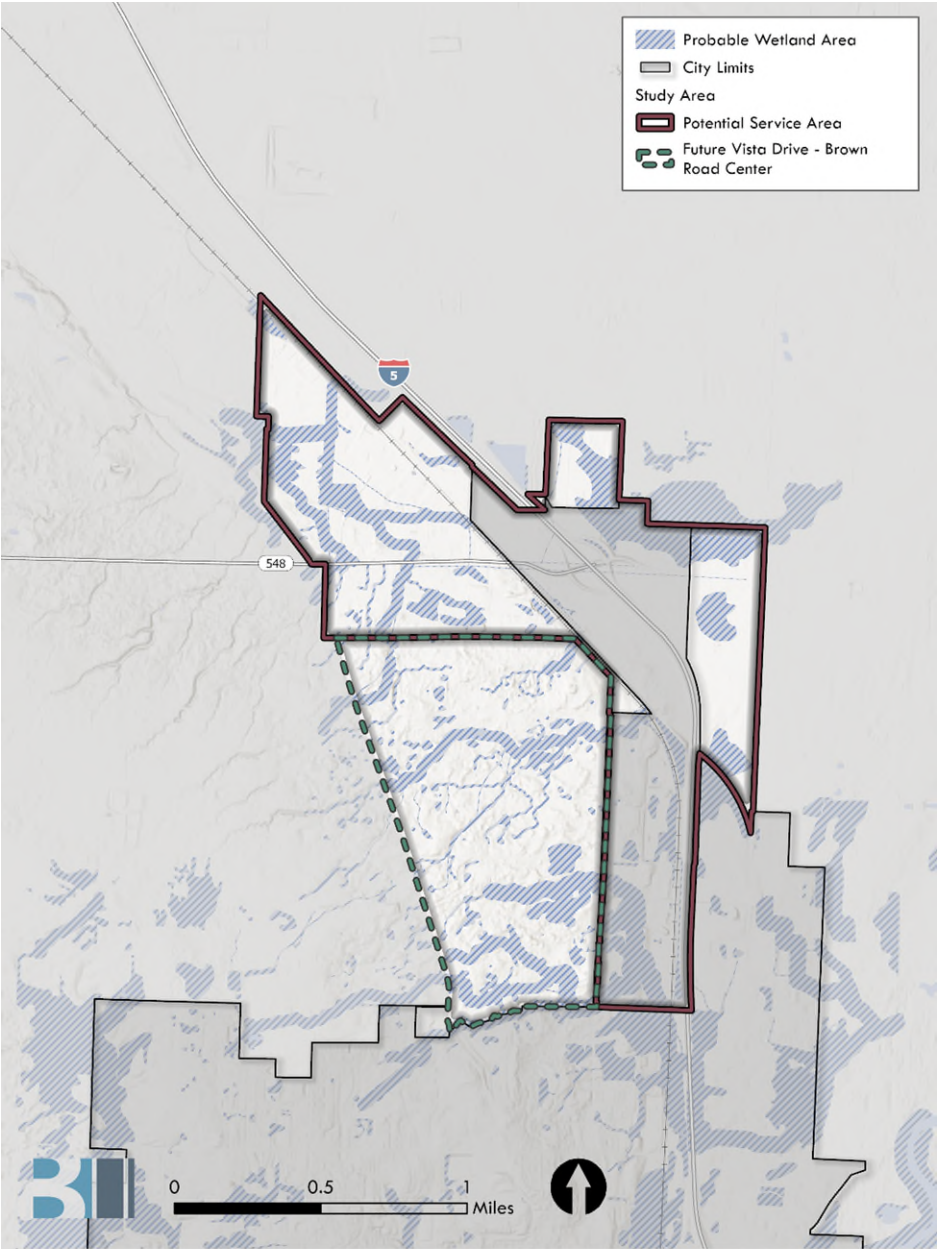 Probable Wetland Area
City Limits
Study Area
Potential Service Area
Future Vista Drive - Brown
Road Center
5
548
0 0.5 1
Miles